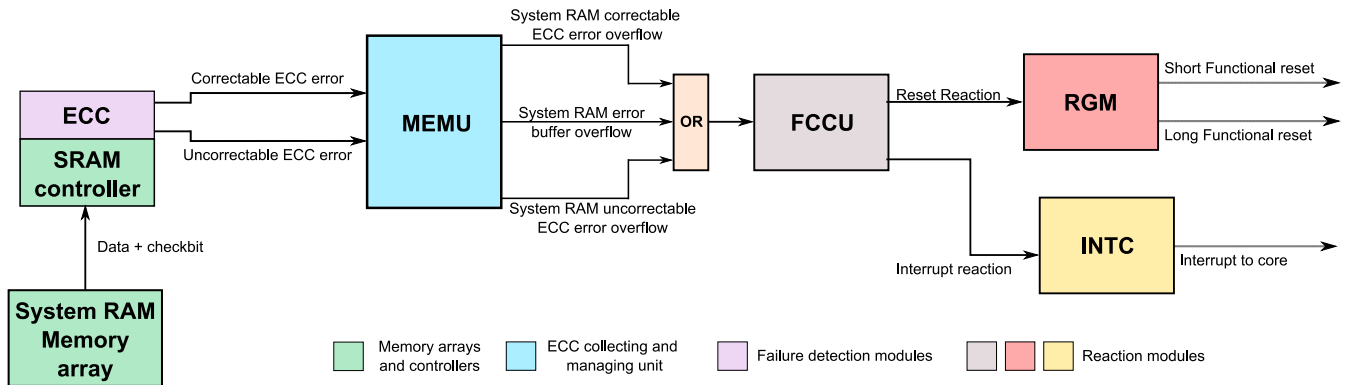 System RAM correctable
ECC error overflow
Correctable ECC error
ECC
Uncorrectable ECC error
SRAM
controller
MEMU
System RAM error
buffer overflow
System RAM uncorrectable
ECC error overflow
OR
FCCU
Reset Reaction
RGM
Short Functional reset
Long Functional reset
Interrupt reaction
INTC
Interrupt to core
Data + checkbit
System RAM
Memory
array
Memory arrays
and controllers
ECC collecting and
managing unit
Failure detection modules
Reaction modules